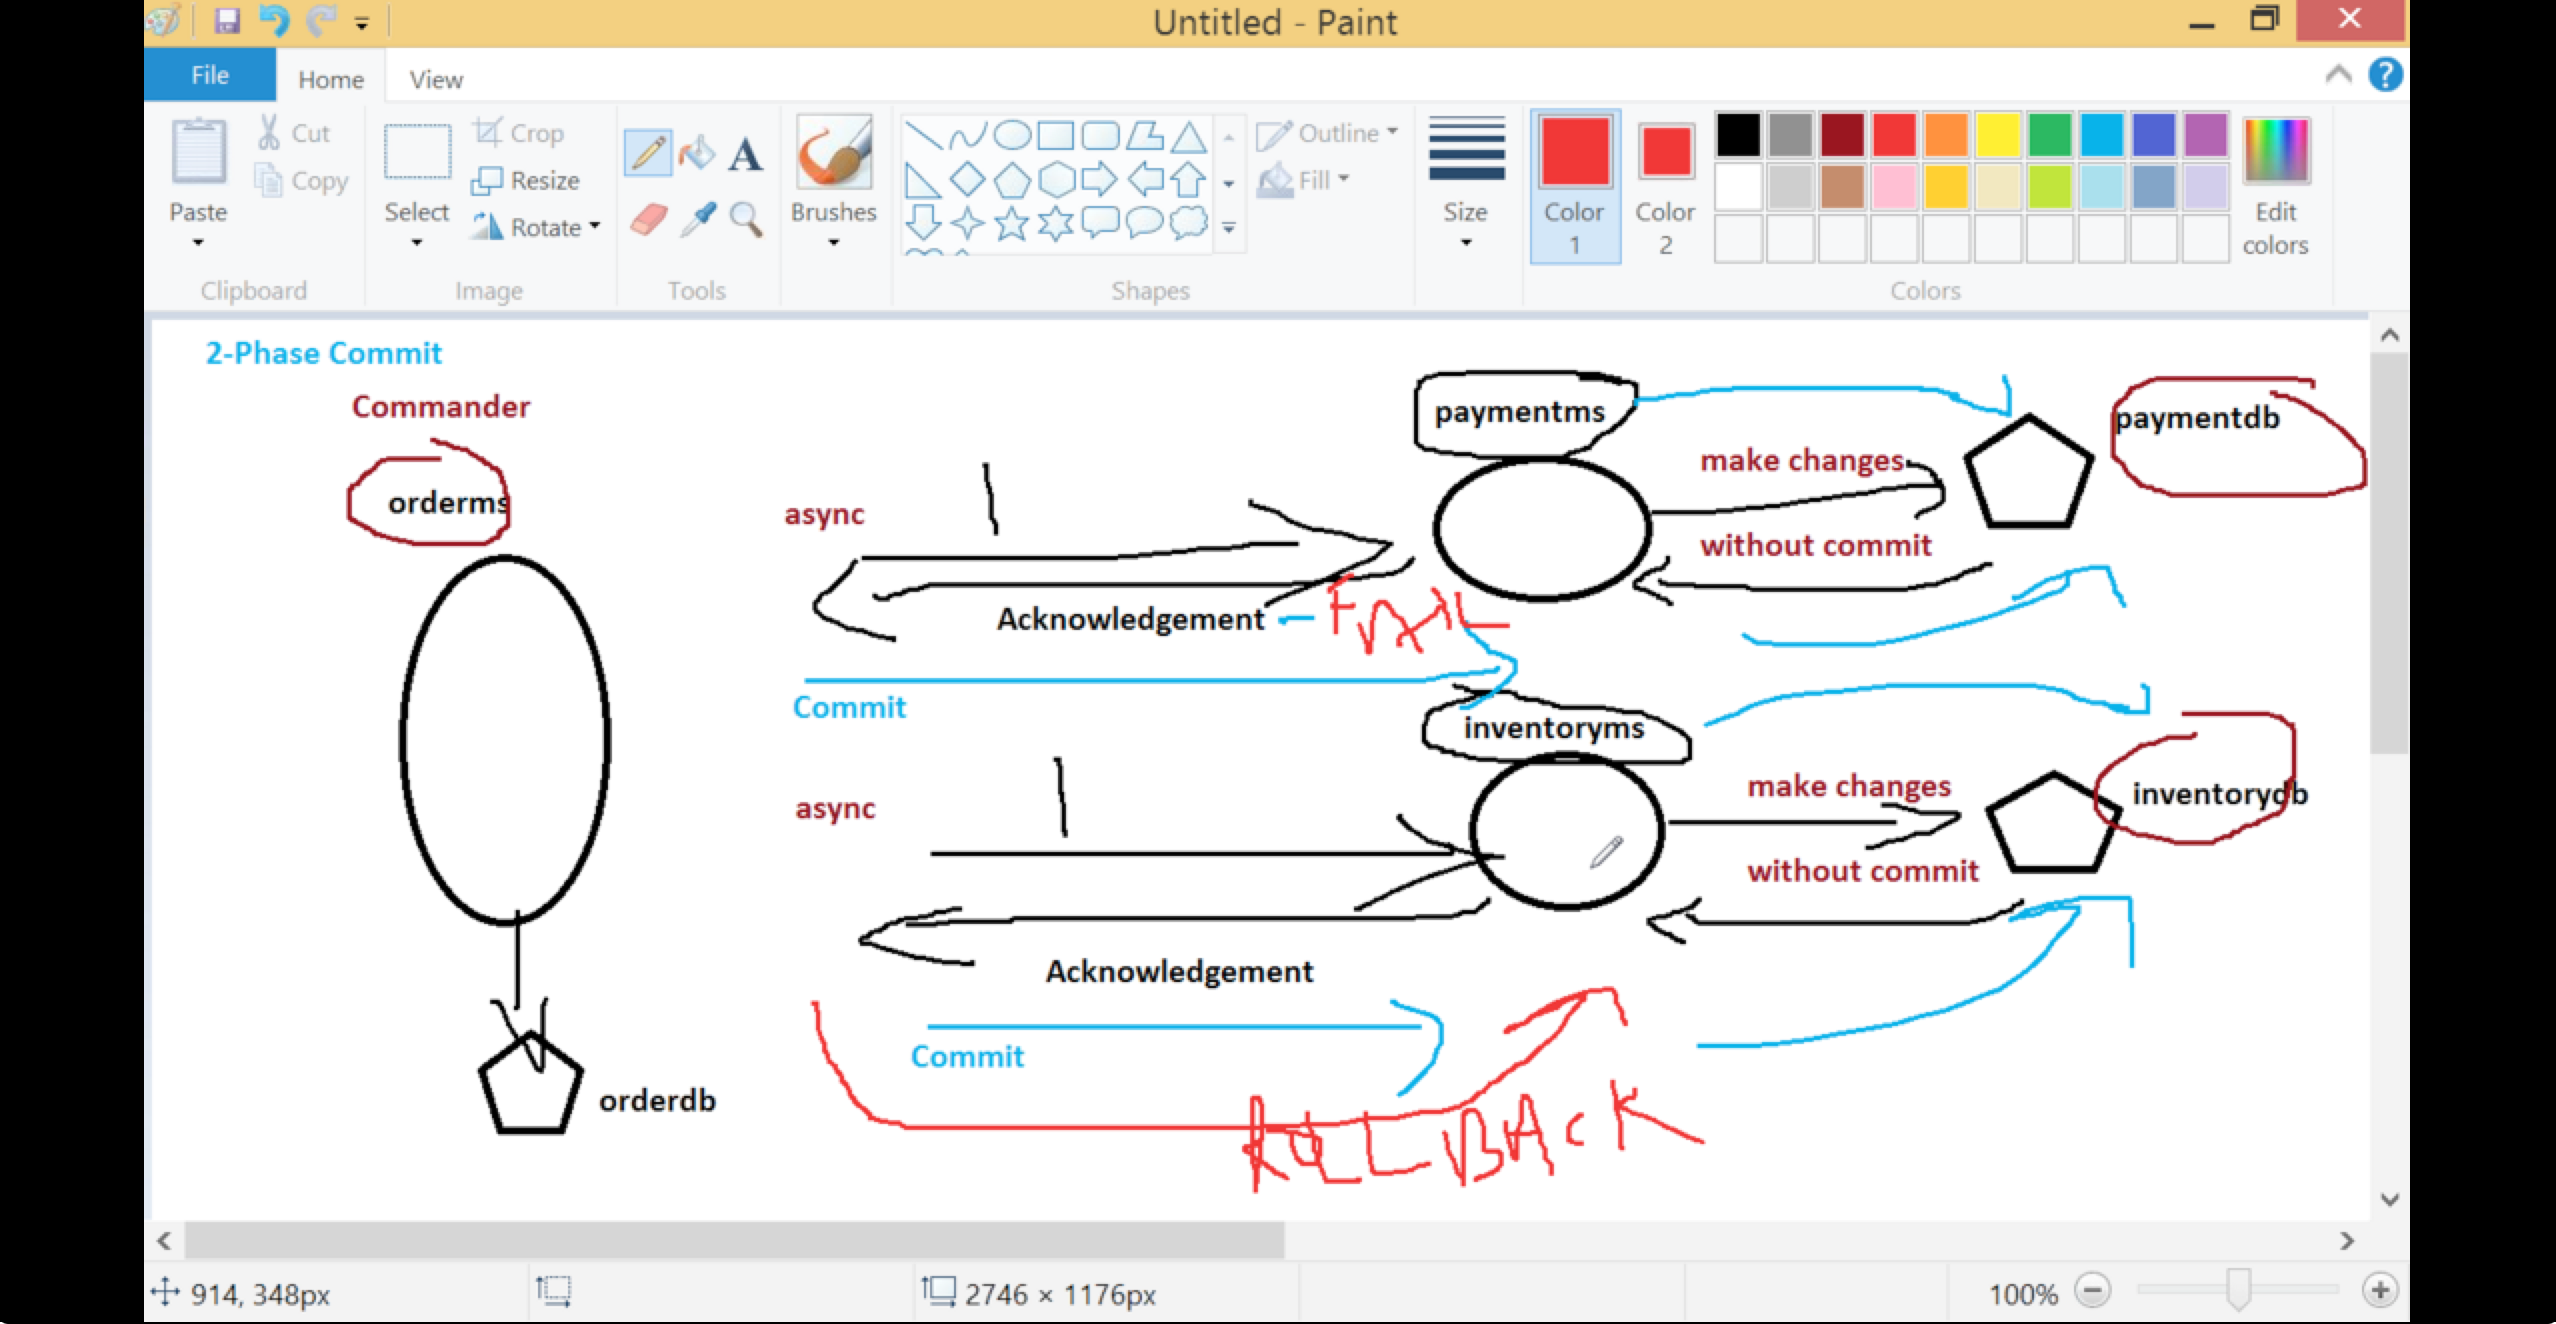 Untitled - Paint
File Home View
Paste Cut Copy Clipboard
Select Crop Resize Rotate Image
Tools
Brushes
Shapes
Outline Fill
Size
Color 1 Color 2
Edit colors
Colors
2-Phase Commit
Commander
orderms
orderdb
async
Acknowledgement FAIL
Commit
paymentms
make changes
without commit
paymentdb
async
Acknowledgement
Commit
inventoryms
make changes
without commit
inventorydb
ROLLBACK
914, 348px
2746 × 1176px
100%